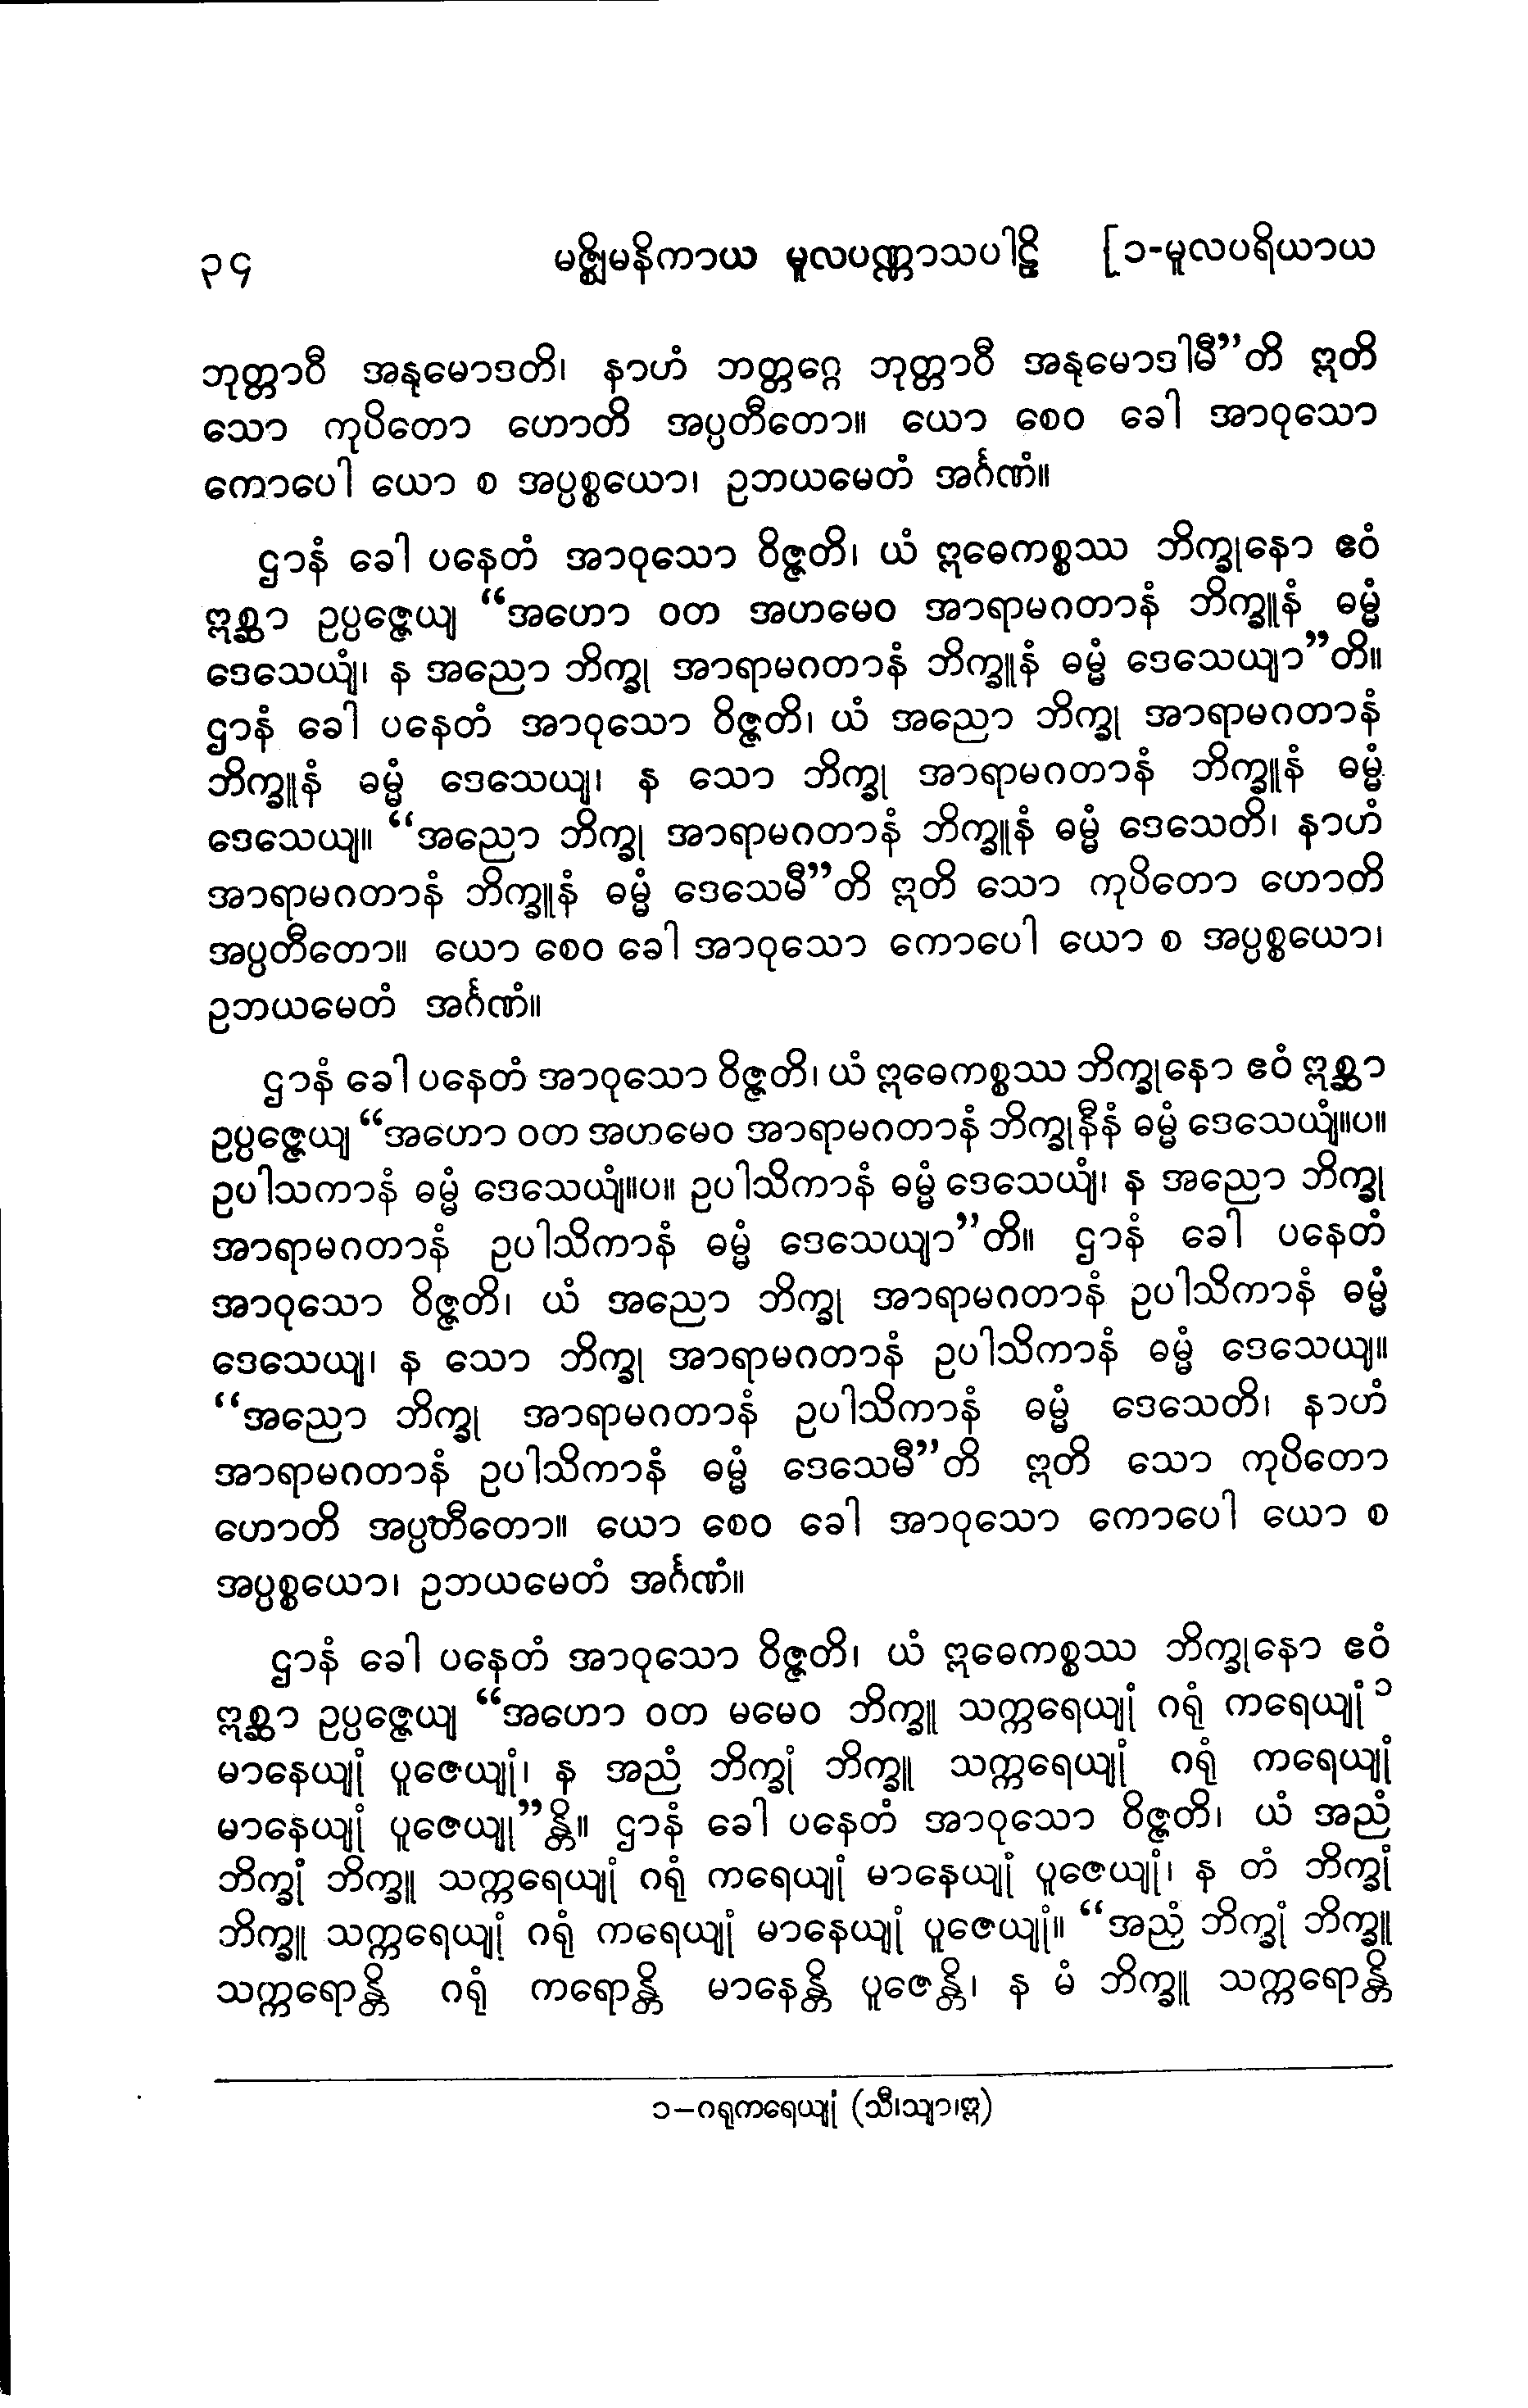 ၃၄ မဇ္ဈိမနိကာယ မူလပဏ္ဏာသပါဠိ [၁-မူလပရိယာယ
ဘုတ္တာဝီ အနုမောဒတိ၊ နာဟံ ဘတ္တဂ္ဂေ ဘုတ္တာဝီ အနုမောဒါမီ”တိ ဣတိ
သော ကုပိတော ဟောတိ အပ္ပတီတော။ ယော စေဝ ခေါ အာဝုသော
ကောပေါ ယော စ အပ္ပစ္စယော၊ ဥဘယမေတံ အင်္ဂဏံ။
ဌာနံ ခေါ ပနေတံ အာဝုသော ဝိဇ္ဇတိ၊ ယံ ဣဓေကစ္စဿ ဘိက္ခုနော ဧဝံ
ဣစ္ဆာ ဥပ္ပဇ္ဇေယျ “အဟော ဝတ အဟမေဝ အာရာမဂတာနံ ဘိက္ခူနံ ဓမ္မံ
ဒေသေယျံ၊ န အညော ဘိက္ခု အာရာမဂတာနံ ဘိက္ခူနံ ဓမ္မံ ဒေသေယျာ”တိ။
ဌာနံ ခေါ ပနေတံ အာဝုသော ဝိဇ္ဇတိ၊ ယံ အညော ဘိက္ခု အာရာမဂတာနံ
ဘိက္ခူနံ ဓမ္မံ ဒေသေယျ၊ န သော ဘိက္ခု အာရာမဂတာနံ ဘိက္ခူနံ ဓမ္မံ
ဒေသေယျ။ “အညော ဘိက္ခု အာရာမဂတာနံ ဘိက္ခူနံ ဓမ္မံ ဒေသေတိ၊ နာဟံ
အာရာမဂတာနံ ဘိက္ခူနံ ဓမ္မံ ဒေသေမီ”တိ ဣတိ သော ကုပိတော ဟောတိ
အပ္ပတီတော။ ယော စေဝ ခေါ အာဝုသော ကောပေါ ယော စ အပ္ပစ္စယော၊
ဥဘယမေတံ အင်္ဂဏံ။
ဌာနံ ခေါ ပနေတံ အာဝုသော ဝိဇ္ဇတိ၊ ယံ ဣဓေကစ္စဿ ဘိက္ခုနော ဧဝံ ဣစ္ဆာ
ဥပ္ပဇ္ဇေယျ “အဟော ဝတ အဟမေဝ အာရာမဂတာနံ ဘိက္ခုနီနံ ဓမ္မံ ဒေသေယျံ။ပ။
ဥပါသကာနံ ဓမ္မံ ဒေသေယျံ။ပ။ ဥပါသိကာနံ ဓမ္မံ ဒေသေယျံ၊ န အညော ဘိက္ခု
အာရာမဂတာနံ ဥပါသိကာနံ ဓမ္မံ ဒေသေယျာ”တိ။ ဌာနံ ခေါ ပနေတံ
အာဝုသော ဝိဇ္ဇတိ၊ ယံ အညော ဘိက္ခု အာရာမဂတာနံ ဥပါသိကာနံ ဓမ္မံ
ဒေသေယျ၊ န သော ဘိက္ခု အာရာမဂတာနံ ဥပါသိကာနံ ဓမ္မံ ဒေသေယျ။
“အညော ဘိက္ခု အာရာမဂတာနံ ဥပါသိကာနံ ဓမ္မံ ဒေသေတိ၊ နာဟံ
အာရာမဂတာနံ ဥပါသိကာနံ ဓမ္မံ ဒေသေမီ”တိ ဣတိ သော ကုပိတော
ဟောတိ အပ္ပတီတော။ ယော စေဝ ခေါ အာဝုသော ကောပေါ ယော စ
အပ္ပစ္စယော၊ ဥဘယမေတံ အင်္ဂဏံ။
ဌာနံ ခေါ ပနေတံ အာဝုသော ဝိဇ္ဇတိ၊ ယံ ဣဓေကစ္စဿ ဘိက္ခုနော ဧဝံ
ဣစ္ဆာ ဥပ္ပဇ္ဇေယျ “အဟော ဝတ မမေဝ ဘိက္ခူ သက္ကရေယျုံ ဂရုံ ကရေယျုံ ၁
မာနေယျုံ ပူဇေယျုံ၊ န အညံ ဘိက္ခုံ ဘိက္ခူ သက္ကရေယျုံ ဂရုံ ကရေယျုံ
မာနေယျုံ ပူဇေယျု”န္တိ။ ဌာနံ ခေါ ပနေတံ အာဝုသော ဝိဇ္ဇတိ၊ ယံ အညံ
ဘိက္ခုံ ဘိက္ခူ သက္ကရေယျုံ ဂရုံ ကရေယျုံ မာနေယျုံ ပူဇေယျုံ၊ န တံ ဘိက္ခုံ
ဘိက္ခူ သက္ကရေယျုံ ဂရုံ ကရေယျုံ မာနေယျုံ ပူဇေယျုံ။ “အညံ ဘိက္ခုံ ဘိက္ခူ
သက္ကရောန္တိ ဂရုံ ကရောန္တိ မာနေန္တိ ပူဇေန္တိ၊ န မံ ဘိက္ခူ သက္ကရောန္တိ
၁–ဂရုကရေယျုံ (သီ၊သျာ၊ဣ)